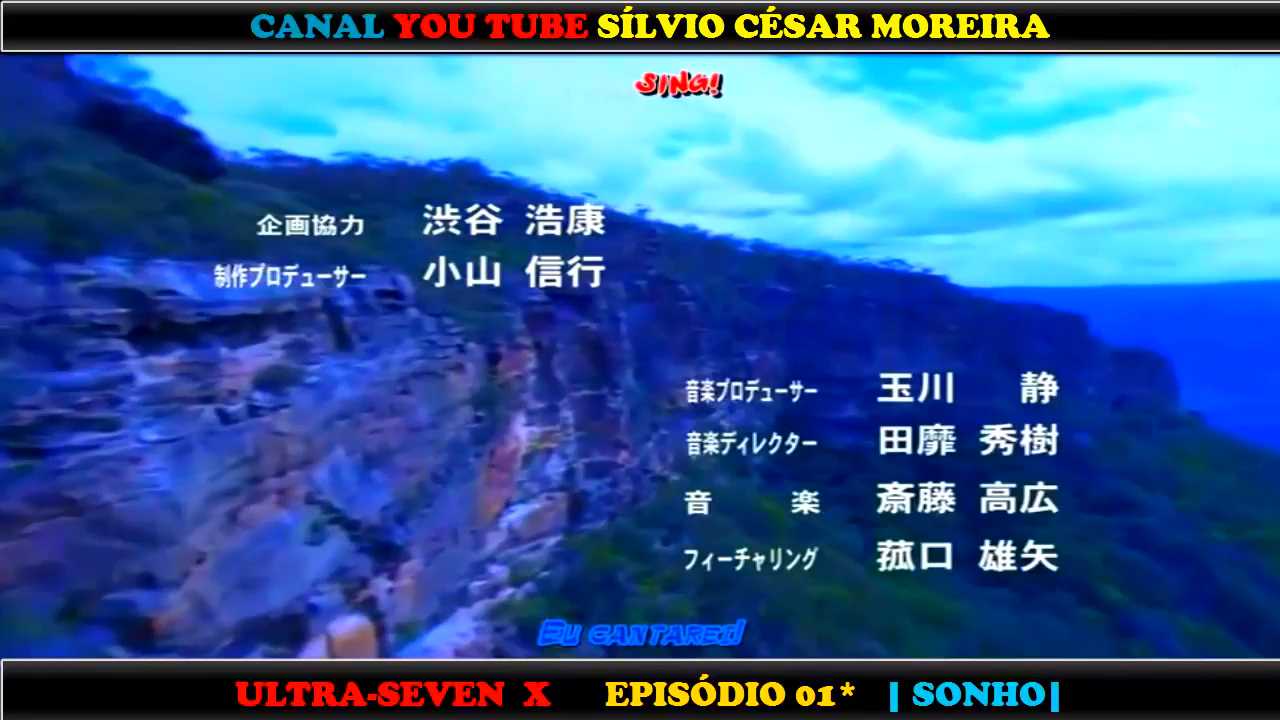 CANAL YOU TUBE SÍLVIO CÉSAR MOREIRA
SING!
企画協力 渋谷 浩康
制作プロデューサー 小山 信行
音楽プロデューサー 玉川 静
音楽ディレクター 田靡 秀樹
音 楽 斎藤 高広
フィーチャリング 菰口 雄矢
EU CANTAREI!
ULTRA-SEVEN X EPISÓDIO 01* | SONHO|